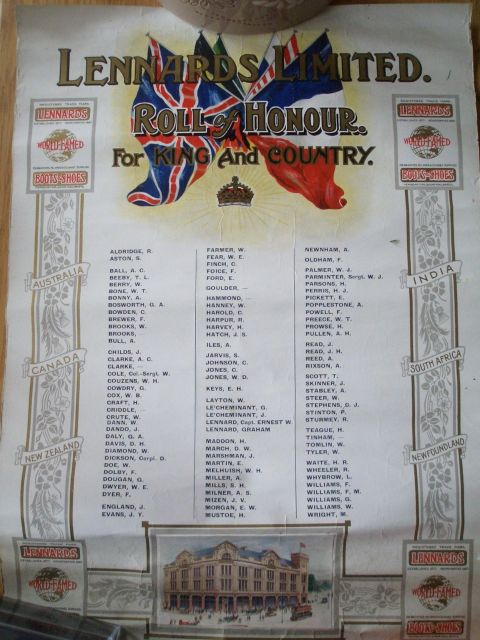 LENNARDS LIMITED.
ROLL of HONOUR.
For KING And COUNTRY.
LENNARDS
WORLD-FAMED
BOOTS & SHOES
LENNARDS
WORLD-FAMED
BOOTS & SHOES
AUSTRALIA
CANADA
NEW ZEALAND
INDIA
SOUTH AFRICA
NEWFOUNDLAND
ALDRIDGE, R.
ASTON, S.
BALL, A. C.
BEEBY, T. L.
BERRY, W.
BONE, W. T.
BONNY, A.
BOSWORTH, G. A.
BOWDEN, C.
BREWER, F.
BROOKS, W.
BROOKS,
BULL, A.
CHILDS, J.
CLARKE, A. C.
CLARKE, —
COLE, Col.-Sergt. W.
COUZENS, W. H.
COWDRY, G.
COX, W. B.
CRAFT, H.
CRIDDLE, —
CRUTE, W.
DANN, W.
DANDO, J.
DALY, G. A.
DAVIS, D. H.
DIAMOND, W.
DICKSON, Corpl. D.
DOE, W.
DOLBY, F.
DOUGAN, G.
DWYER, W. E.
DYER, F.
ENGLAND, J.
EVANS, J. Y.
FARMER, W.
FEAR, W. E.
FINCH, C.
FOICE, F.
FORD, E.
GOULDER, —
HAMMOND, —
HANNEY, W.
HAROLD, C.
HARPUR, R.
HARVEY, H.
HATCH, J. S.
ILES, A.
JARVIS, S.
JOHNSON, C.
JONES, C.
JONES, W. D.
KEYS, E. H.
LAYTON, W.
LE'CHEMINANT, G.
LE'CHEMINANT, J.
LENNARD, Capt. ERNEST W.
LENNARD, GRAHAM
MADDON, H.
MARCH, D. W.
MARSHMAN, J.
MARTIN, E.
MELHUISH, W. H.
MILLER, A.
MILLS, S. H.
MILNER, A. S.
MIZEN, J. V.
MORGAN, E. W.
MUSTOE, H.
NEWNHAM, A.
OLDHAM, F.
PALMER, W. J.
PARMINTER, Sergt. W. J.
PARSONS, H.
PERRIS, H. J.
PICKETT, E.
POPPLESTONE, A.
POWELL, F.
PREECE, W. T.
PROWSE, H.
PULLEN, A. H.
READ, J.
READ, J. H.
REED, A.
RIXSON, A.
SCOTT, T.
SKINNER, J.
STABLEY, A.
STEER, W.
STEPHENS, G. J.
STINTON, P.
STURMEY, R.
TEAGUE, H.
TINHAM, —
TOMLIN, W.
TYLER, W.
WAITE, H. R.
WHEELER, R.
WHYBROW, L.
WILLIAMS, F.
WILLIAMS, F. M.
WILLIAMS, G.
WILLIAMS, W.
WRIGHT, M.
LENNARDS
WORLD-FAMED
LENNARDS
WORLD-FAMED
BOOTS & SHOES